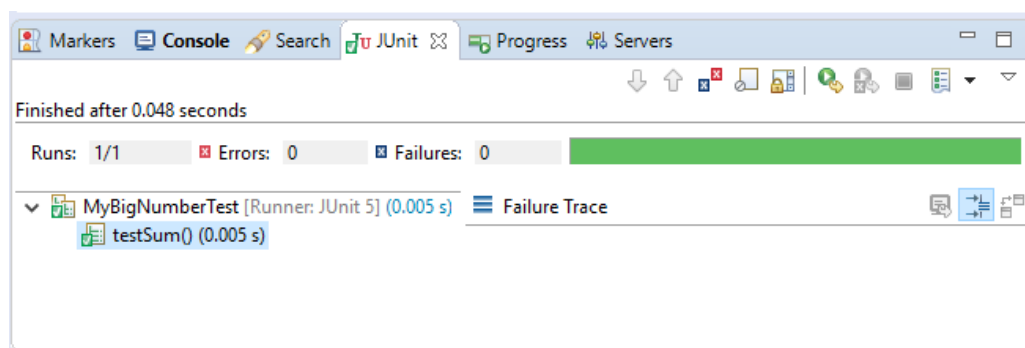 Markers Console Search JUnit Progress Servers
Finished after 0.048 seconds
Runs: 1/1 Errors: 0 Failures: 0
MyBigNumberTest [Runner: JUnit 5] (0.005 s) Failure Trace
testSum() (0.005 s)